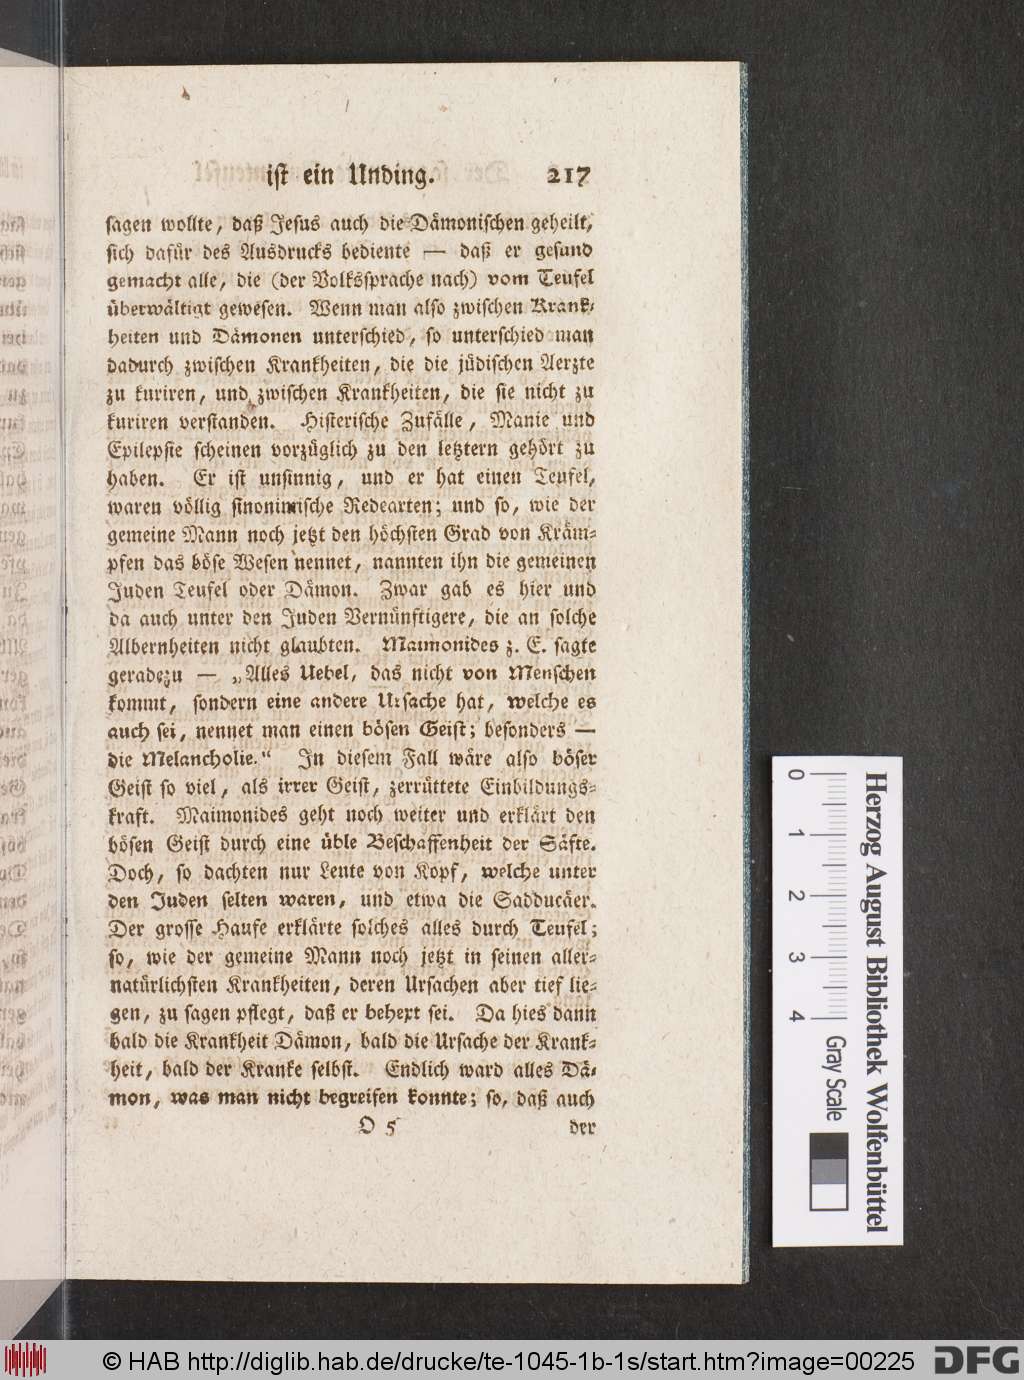 ist ein Unding. 217
sagen wollte, daß Jesus auch die Dämonischen geheilt,
sich dafür des Ausdrucks bediente — daß er gesund
gemacht alle, die (der Volkssprache nach) vom Teufel
überwältigt gewesen. Wenn man also zwischen Krank-
heiten und Dämonen unterschied, so unterschied man
dadurch zwischen Krankheiten, die die jüdischen Aerzte
zu kuriren, und zwischen Krankheiten, die sie nicht zu
kuriren verstanden. Histerische Zufälle, Manie und
Epilepsie scheinen vorzüglich zu den letztern gehört zu
haben. Er ist unsinnig, und er hat einen Teufel,
waren völlig sinonimische Redearten; und so, wie der
gemeine Mann noch jetzt den höchsten Grad von Kräm-
pfen das böse Wesen nennet, nannten ihn die gemeinen
Juden Teufel oder Dämon. Zwar gab es hier und
da auch unter den Juden Vernünftigere, die an solche
Albernheiten nicht glaubten. Maimonides z. E. sagte
geradezu — „Alles Uebel, das nicht von Menschen
kommt, sondern eine andere Ursache hat, welche es
auch sei, nennet man einen bösen Geist; besonders —
die Melancholie.“ In diesem Fall wäre also böser
Geist so viel, als irrer Geist, zerrüttete Einbildungs-
kraft. Maimonides geht noch weiter und erklärt den
bösen Geist durch eine üble Beschaffenheit der Säfte.
Doch, so dachten nur Leute von Kopf, welche unter
den Juden selten waren, und etwa die Sadducäer.
Der grosse Haufe erklärte solches alles durch Teufel;
so, wie der gemeine Mann noch jetzt in seinen aller-
natürlichsten Krankheiten, deren Ursachen aber tief lie-
gen, zu sagen pflegt, daß er behext sei. Da hies dann
bald die Krankheit Dämon, bald die Ursache der Krank-
heit, bald der Kranke selbst. Endlich ward alles Dä-
mon, was man nicht begreifen konnte; so, daß auch
O 5 der
0 1 2 3 4 Gray Scale
Herzog August Bibliothek Wolfenbüttel
© HAB http://diglib.hab.de/drucke/te-1045-1b-1s/start.htm?image=00225 DFG